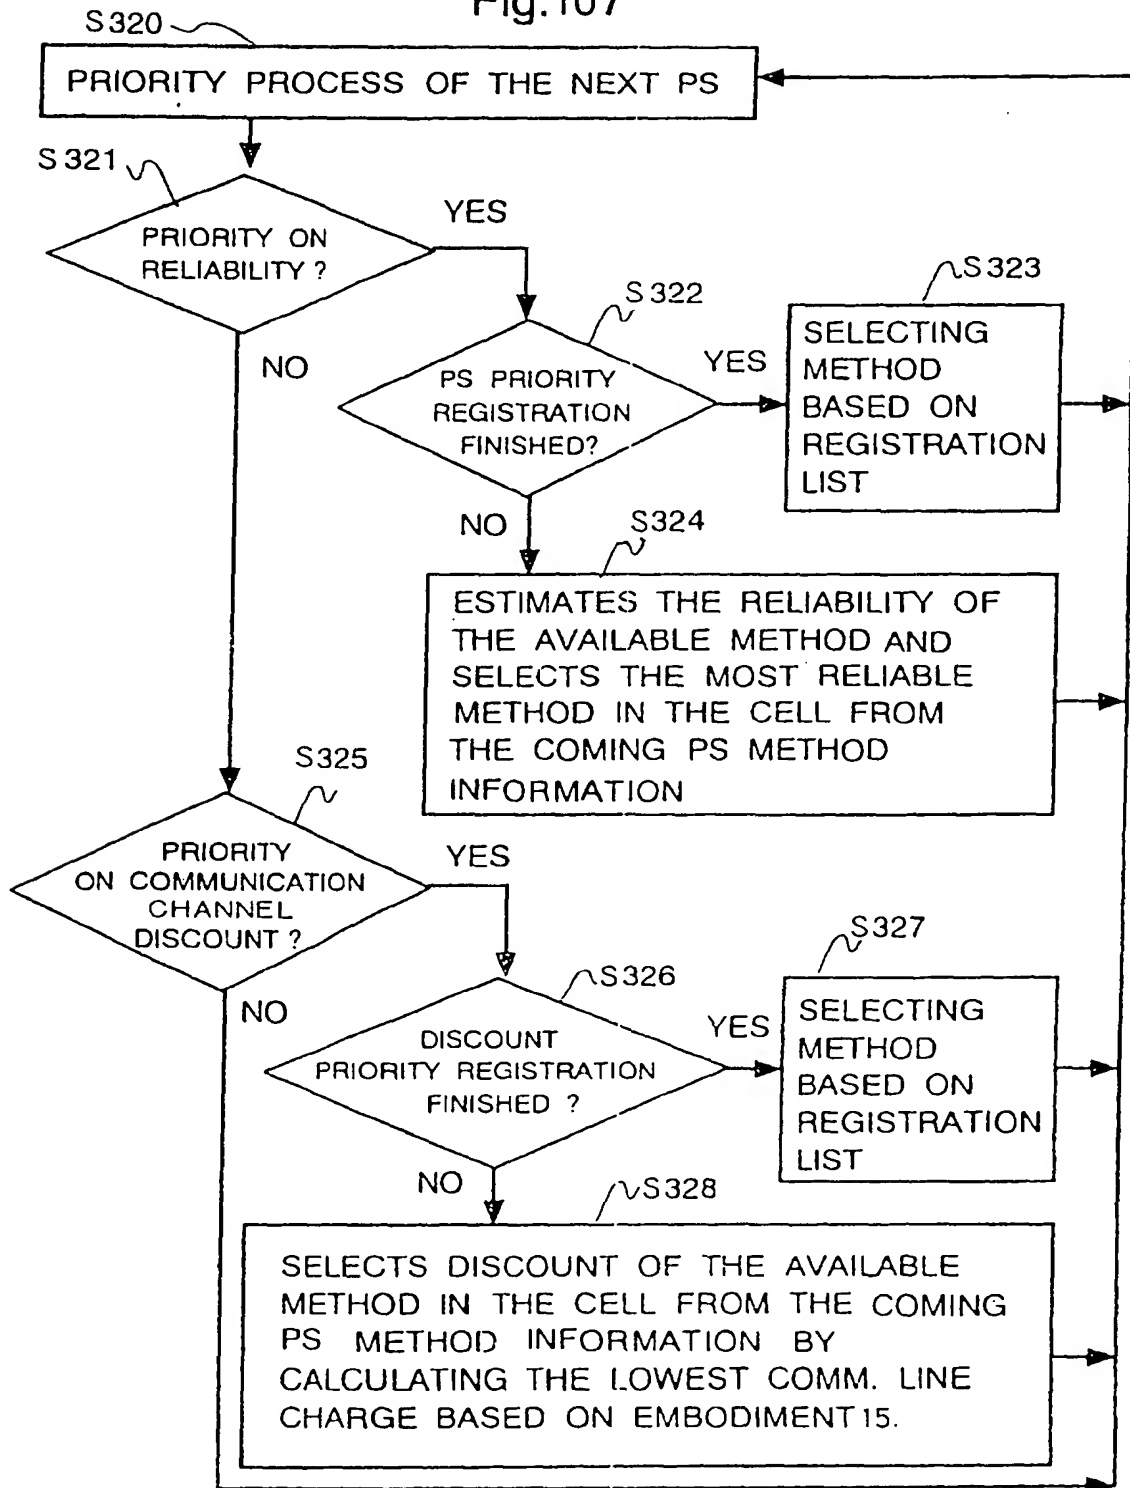 Fig.107
S320
PRIORITY PROCESS OF THE NEXT PS
S321
PRIORITY ON
RELIABILITY ?
YES
NO
S322
PS PRIORITY
REGISTRATION
FINISHED?
YES
NO
S323
SELECTING
METHOD
BASED ON
REGISTRATION
LIST
S324
ESTIMATES THE RELIABILITY OF
THE AVAILABLE METHOD AND
SELECTS THE MOST RELIABLE
METHOD IN THE CELL FROM
THE COMING PS METHOD
INFORMATION
S325
PRIORITY
ON COMMUNICATION
CHANNEL
DISCOUNT ?
YES
NO
S326
DISCOUNT
PRIORITY REGISTRATION
FINISHED ?
YES
NO
S327
SELECTING
METHOD
BASED ON
REGISTRATION
LIST
S328
SELECTS DISCOUNT OF THE AVAILABLE
METHOD IN THE CELL FROM THE COMING
PS METHOD INFORMATION BY
CALCULATING THE LOWEST COMM. LINE
CHARGE BASED ON EMBODIMENT 15.